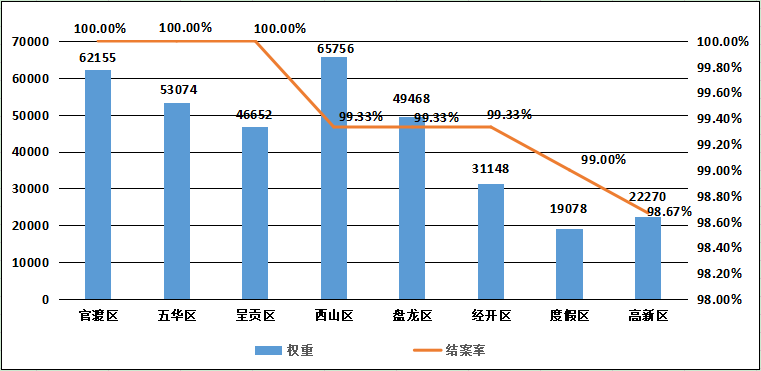 100.00% 100.00% 100.00%
70000 65756 100.00%
62155
60000 99.80%
53074
50000 49468 99.60%
46652
99.33% 99.33% 99.33% 99.40%
40000 99.20%
31148 99.00%
30000 99.00%
22270 98.80%
20000 19078 98.67% 98.60%
98.40%
10000 98.20%
0 98.00%
官渡区 五华区 呈贡区 西山区 盘龙区 经开区 度假区 高新区
权重 结案率